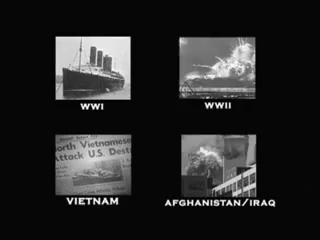 WWI
WWII
North Vietnamese
Attack U.S. Dest
VIETNAM
AFGHANISTAN/IRAQ